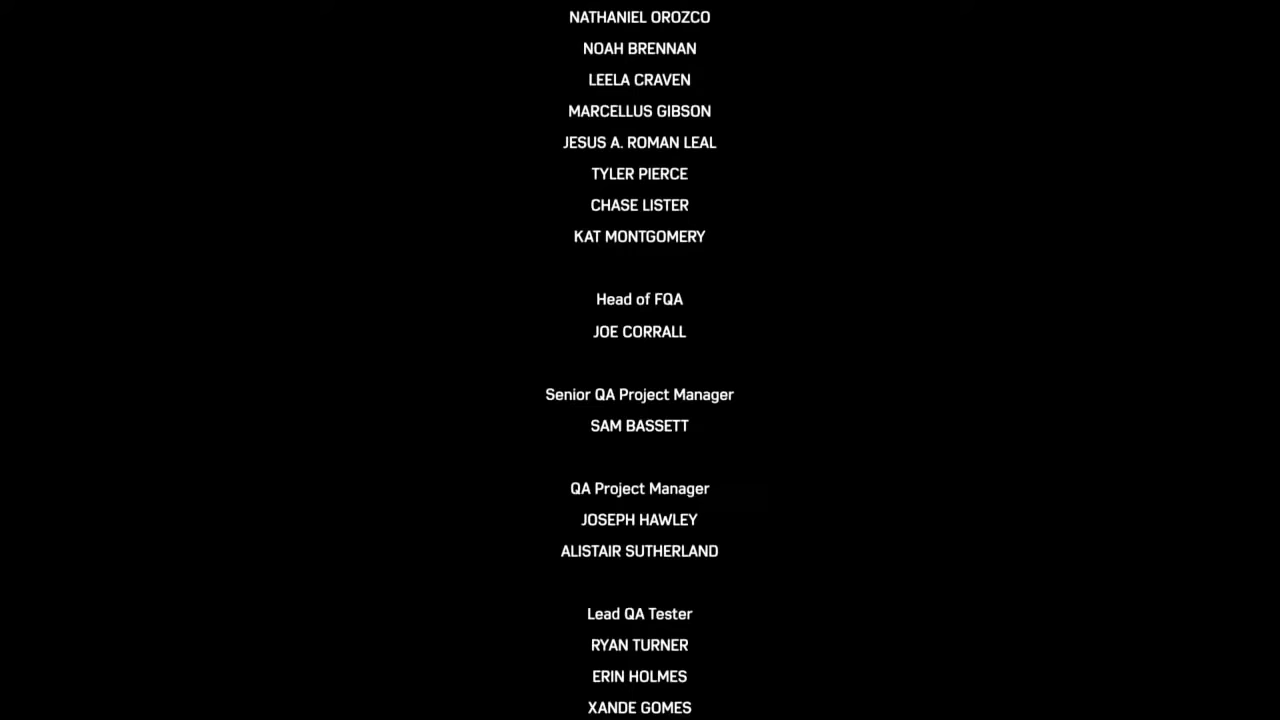 NATHANIEL OROZCO
NOAH BRENNAN
LEELA CRAVEN
MARCELLUS GIBSON
JESUS A. ROMAN LEAL
TYLER PIERCE
CHASE LISTER
KAT MONTGOMERY
Head of FQA
JOE CORRALL
Senior QA Project Manager
SAM BASSETT
QA Project Manager
JOSEPH HAWLEY
ALISTAIR SUTHERLAND
Lead QA Tester
RYAN TURNER
ERIN HOLMES
XANDE GOMES